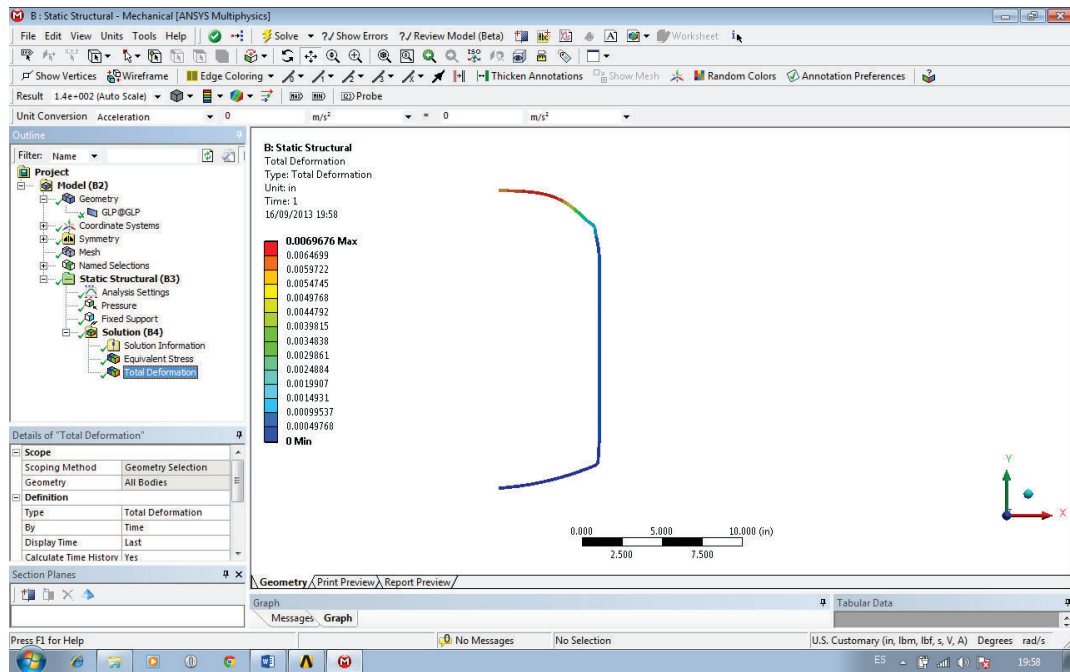 B : Static Structural - Mechanical [ANSYS Multiphysics]
File Edit View Units Tools Help Solve ?/ Show Errors ?/ Review Model (Beta) A Worksheet
ISO
Show Vertices Wireframe Edge Coloring Thicken Annotations Show Mesh Random Colors Annotation Preferences
Result 1.4e+002 (Auto Scale) MAX MIN Probe
Unit Conversion Acceleration 0 m/s² = 0 m/s²
Outline
Filter: Name
Project
Model (B2)
Geometry
GLP@GLP
Coordinate Systems
Symmetry
Mesh
Named Selections
Static Structural (B3)
Analysis Settings
Pressure
Fixed Support
Solution (B4)
Solution Information
Equivalent Stress
Total Deformation
B: Static Structural
Total Deformation
Type: Total Deformation
Unit: in
Time: 1
16/09/2013 19:58
0.0069676 Max
0.0064699
0.0059722
0.0054745
0.0049768
0.0044792
0.0039815
0.0034838
0.0029861
0.0024884
0.0019907
0.0014931
0.00099537
0.00049768
0 Min
Y
X
0.000 5.000 10.000 (in)
2.500 7.500
Details of "Total Deformation"
Scope
Scoping Method Geometry Selection
Geometry All Bodies
Definition
Type Total Deformation
By Time
Display Time Last
Calculate Time History Yes
Section Planes
Geometry Print Preview Report Preview
Graph
Messages Graph
Tabular Data
Press F1 for Help 0 No Messages No Selection U.S. Customary (in, lbm, lbf, s, V, A) Degrees rad/s
ES 19:58